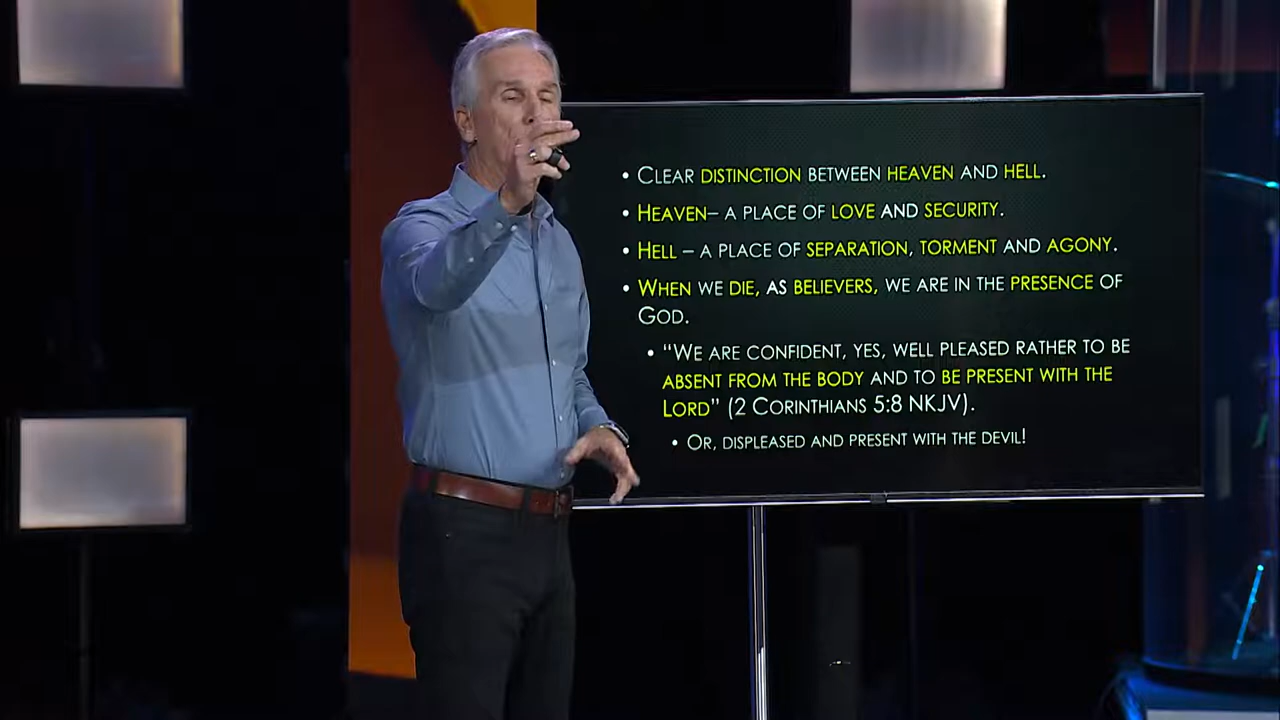 • Clear distinction between Heaven and Hell.
• Heaven– a place of love and security.
• Hell – a place of separation, torment and agony.
• When we die, as believers, we are in the presence of
God.
• “We are confident, yes, well pleased rather to be
absent from the body and to be present with the
Lord” (2 Corinthians 5:8 NKJV).
• Or, displeased and present with the devil!